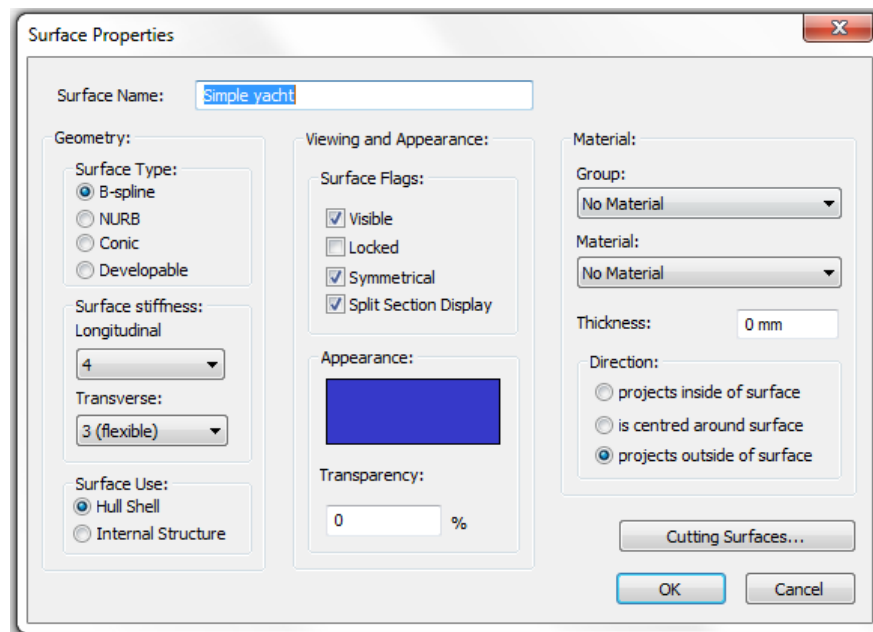 Surface Properties
Surface Name: Simple yacht
Geometry:
Surface Type:
B-spline
NURB
Conic
Developable
Surface stiffness:
Longitudinal
4
Transverse:
3 (flexible)
Surface Use:
Hull Shell
Internal Structure
Viewing and Appearance:
Surface Flags:
Visible
Locked
Symmetrical
Split Section Display
Appearance:
Transparency:
0 %
Material:
Group:
No Material
Material:
No Material
Thickness: 0 mm
Direction:
projects inside of surface
is centred around surface
projects outside of surface
Cutting Surfaces...
OK Cancel